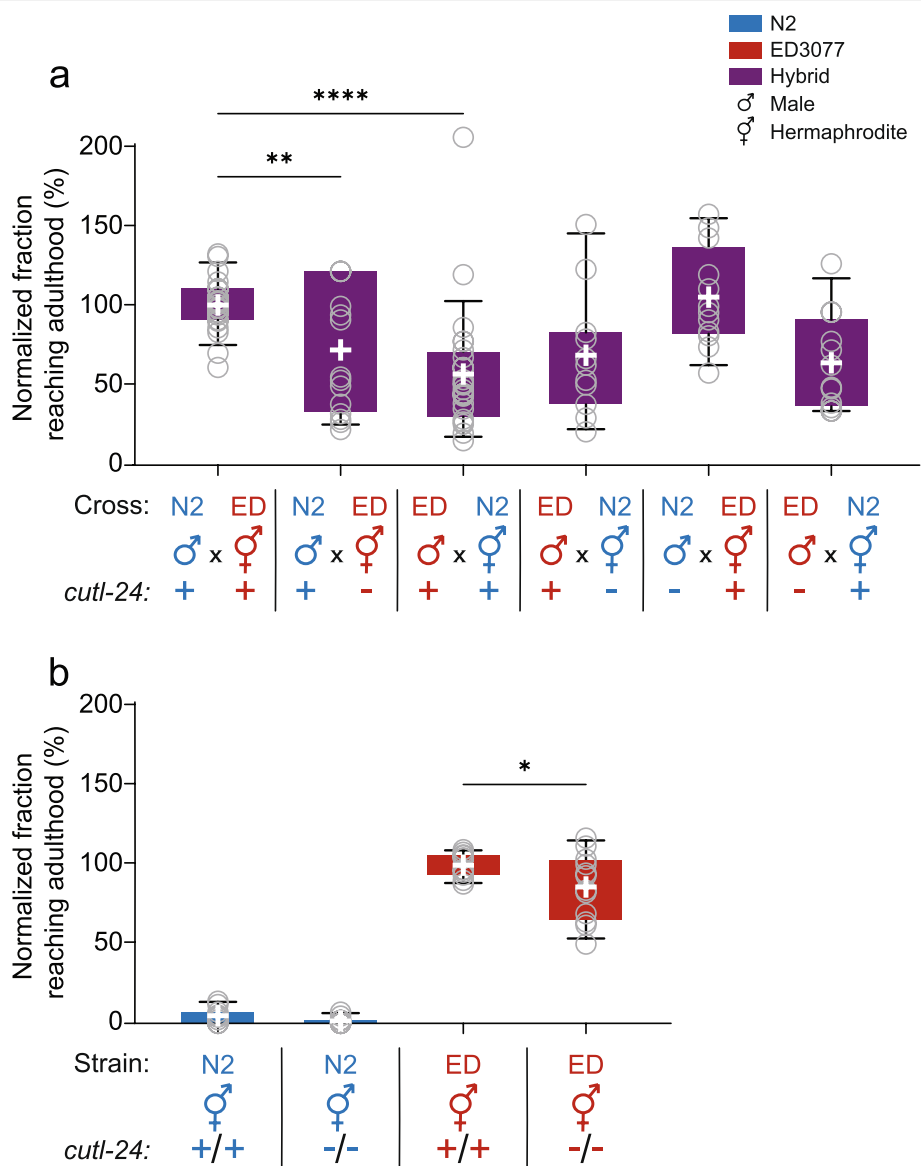 N2
ED3077
Hybrid
♂ Male
⚥ Hermaphrodite
a
****
**
Normalized fraction
reaching adulthood (%)
200
150
100
50
0
Cross: N2 ED N2 ED ED N2 ED N2 N2 ED ED N2
♂ x ⚥ ♂ x ⚥ ♂ x ⚥ ♂ x ⚥ ♂ x ⚥ ♂ x ⚥
cutl-24: + + + - + + + - - + - +
b
Normalized fraction
reaching adulthood (%)
200
150
100
50
0
*
Strain: N2 N2 ED ED
⚥ ⚥ ⚥ ⚥
cutl-24: +/+ -/- +/+ -/-